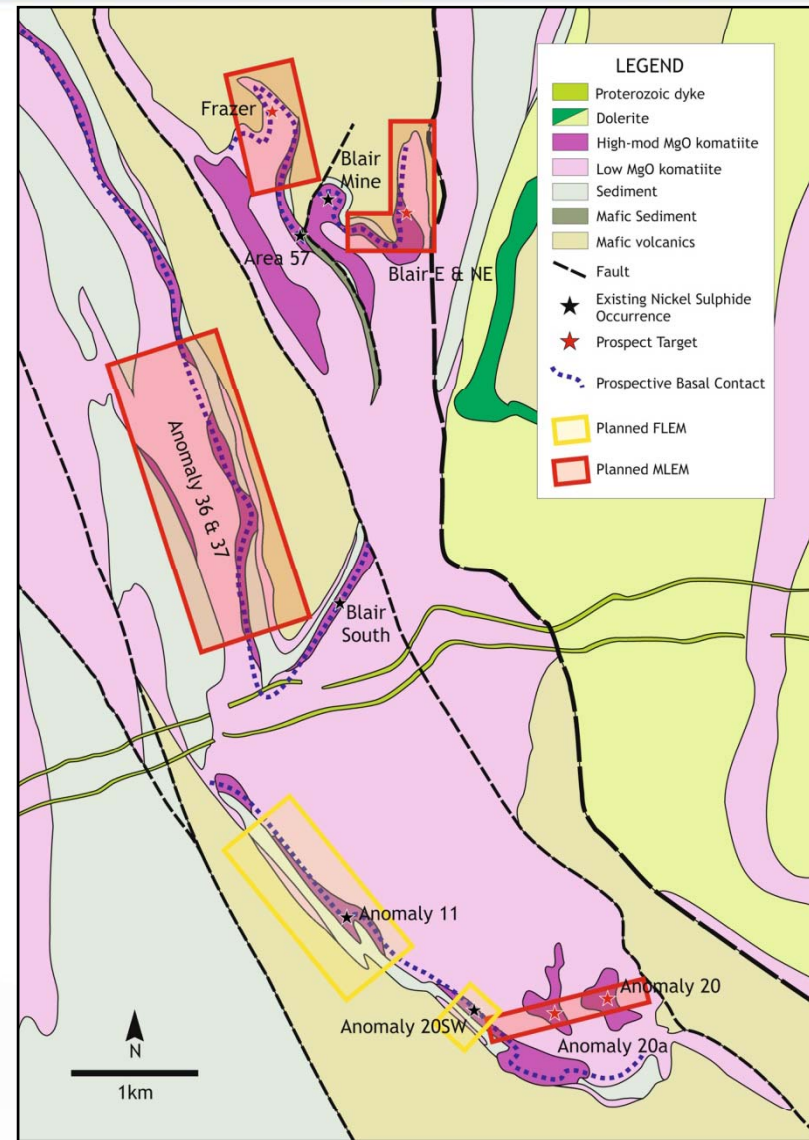 LEGEND
Proterozoic dyke
Dolerite
High-mod MgO komatiite
Low MgO komatiite
Sediment
Mafic Sediment
Mafic volcanics
Fault
Existing Nickel Sulphide
Occurrence
Prospect Target
Prospective Basal Contact
Planned FLEM
Planned MLEM
Frazer
Blair
Mine
Area 57
Blair E & NE
Anomaly 36 & 37
Blair
South
Anomaly 11
Anomaly 20
Anomaly 20SW
Anomaly 20a
N
1km